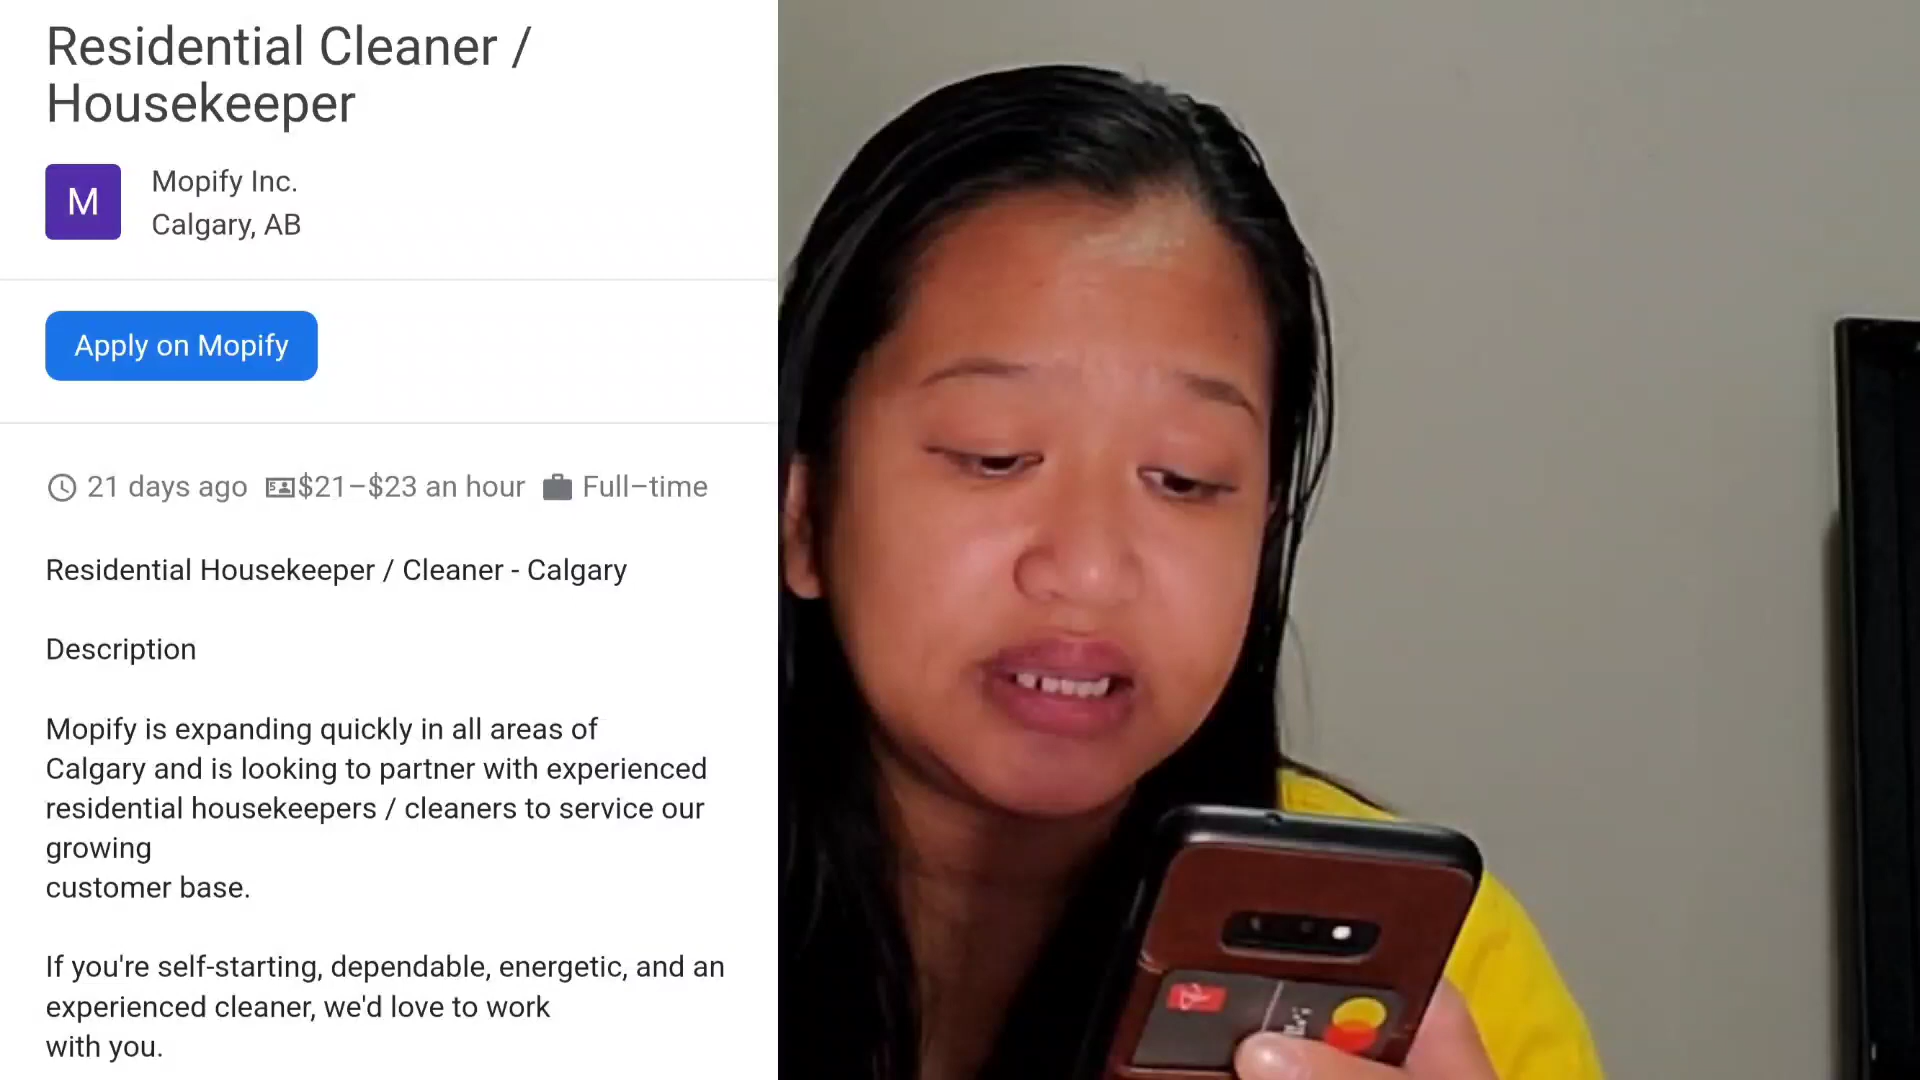 Residential Cleaner /
Housekeeper
M
Mopify Inc.
Calgary, AB
Apply on Mopify
21 days ago $21–$23 an hour Full–time
Residential Housekeeper / Cleaner - Calgary
Description
Mopify is expanding quickly in all areas of
Calgary and is looking to partner with experienced
residential housekeepers / cleaners to service our
growing
customer base.
If you're self-starting, dependable, energetic, and an
experienced cleaner, we'd love to work
with you.